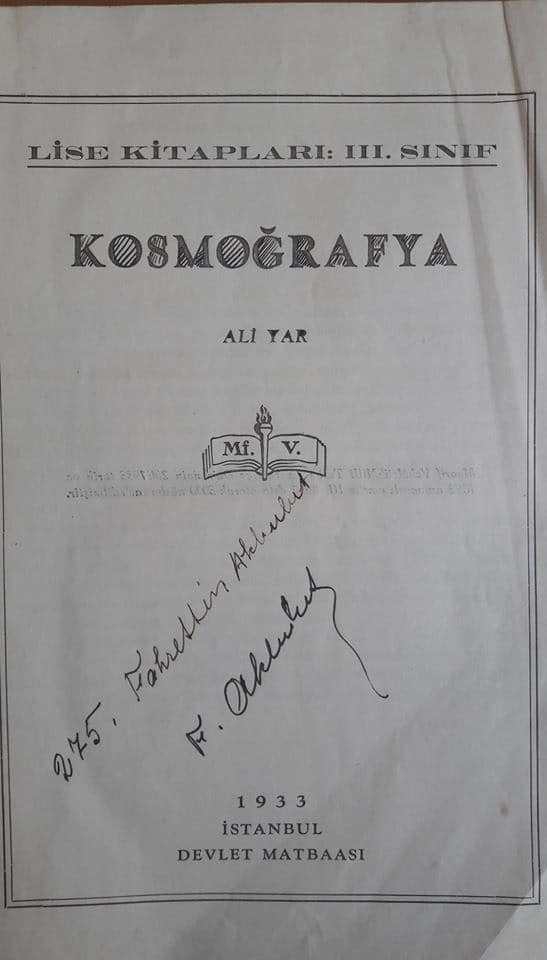 LİSE KİTAPLARI: III. SINIF
KOSMOĞRAFYA
ALİ YAR
Mf. V.
275. Fahrettin Akbulut
F. Akbulut
1933
İSTANBUL
DEVLET MATBAASI